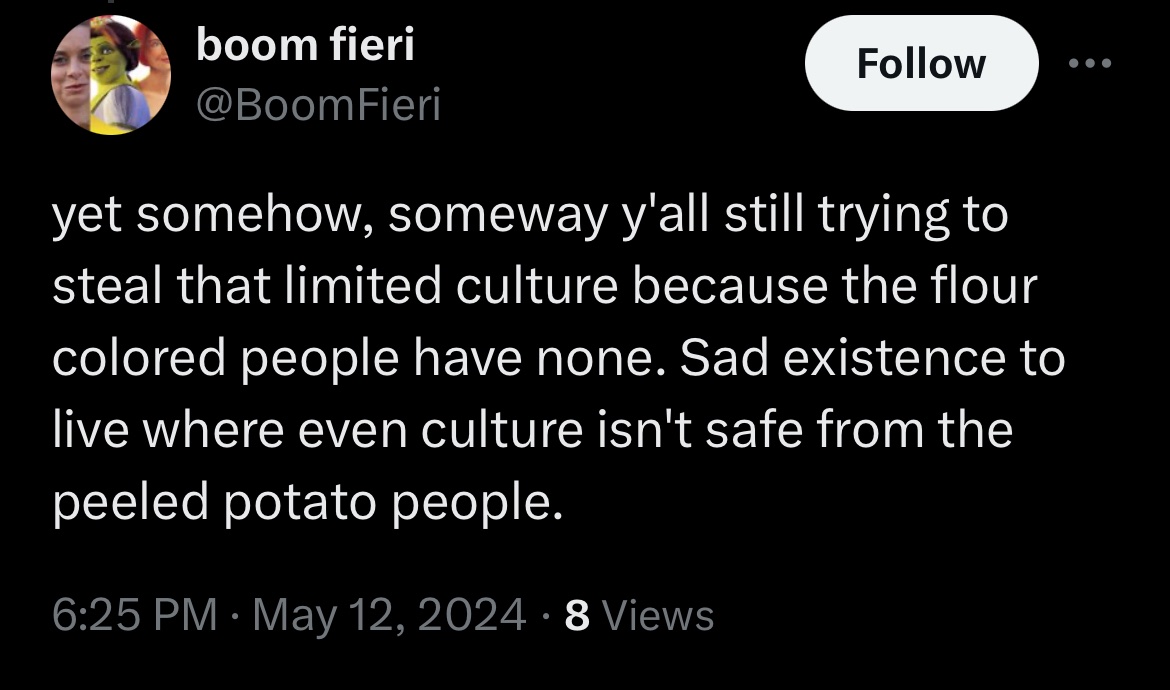 boom fieri
@BoomFieri
Follow
yet somehow, someway y'all still trying to
steal that limited culture because the flour
colored people have none. Sad existence to
live where even culture isn't safe from the
peeled potato people.
6:25 PM · May 12, 2024 · 8 Views